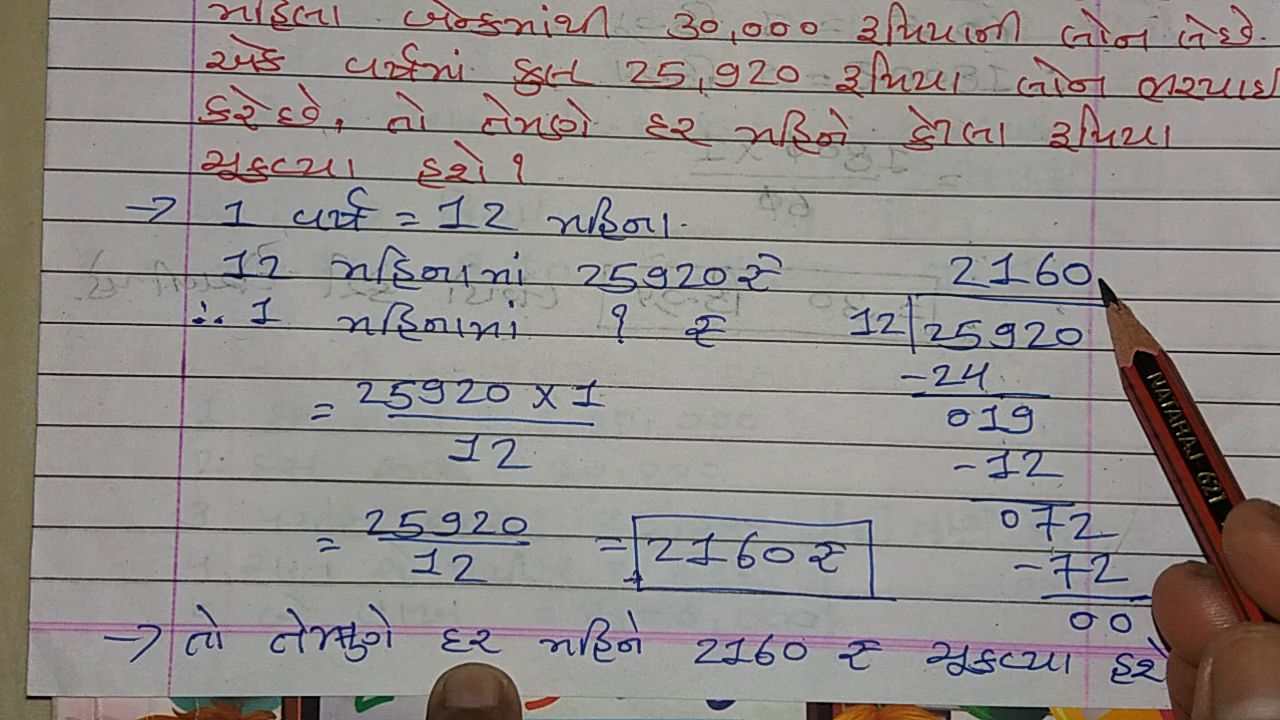 મહિલા બેન્કમાંથી 30,000 રૂપિયાની લોન લે છે.
એક વર્ષમાં કુલ 25,920 રૂપિયા લોન ભરપાઈ
કરે છે, તો તેમણે દર મહિને કેટલા રૂપિયા
ચૂકવ્યા હશે ?
→ 1 વર્ષ = 12 મહિના.
12 મહિનામાં 25920 ₹
∴ 1 મહિનામાં ? ₹
= 25920 × 1
12
= 25920
12
= 2160 ₹
2160
12 25920
-24
019
-12
072
-72
00
→ તો તેમણે દર મહિને 2160 ₹ ચૂકવ્યા હશે
NATARAJ 621